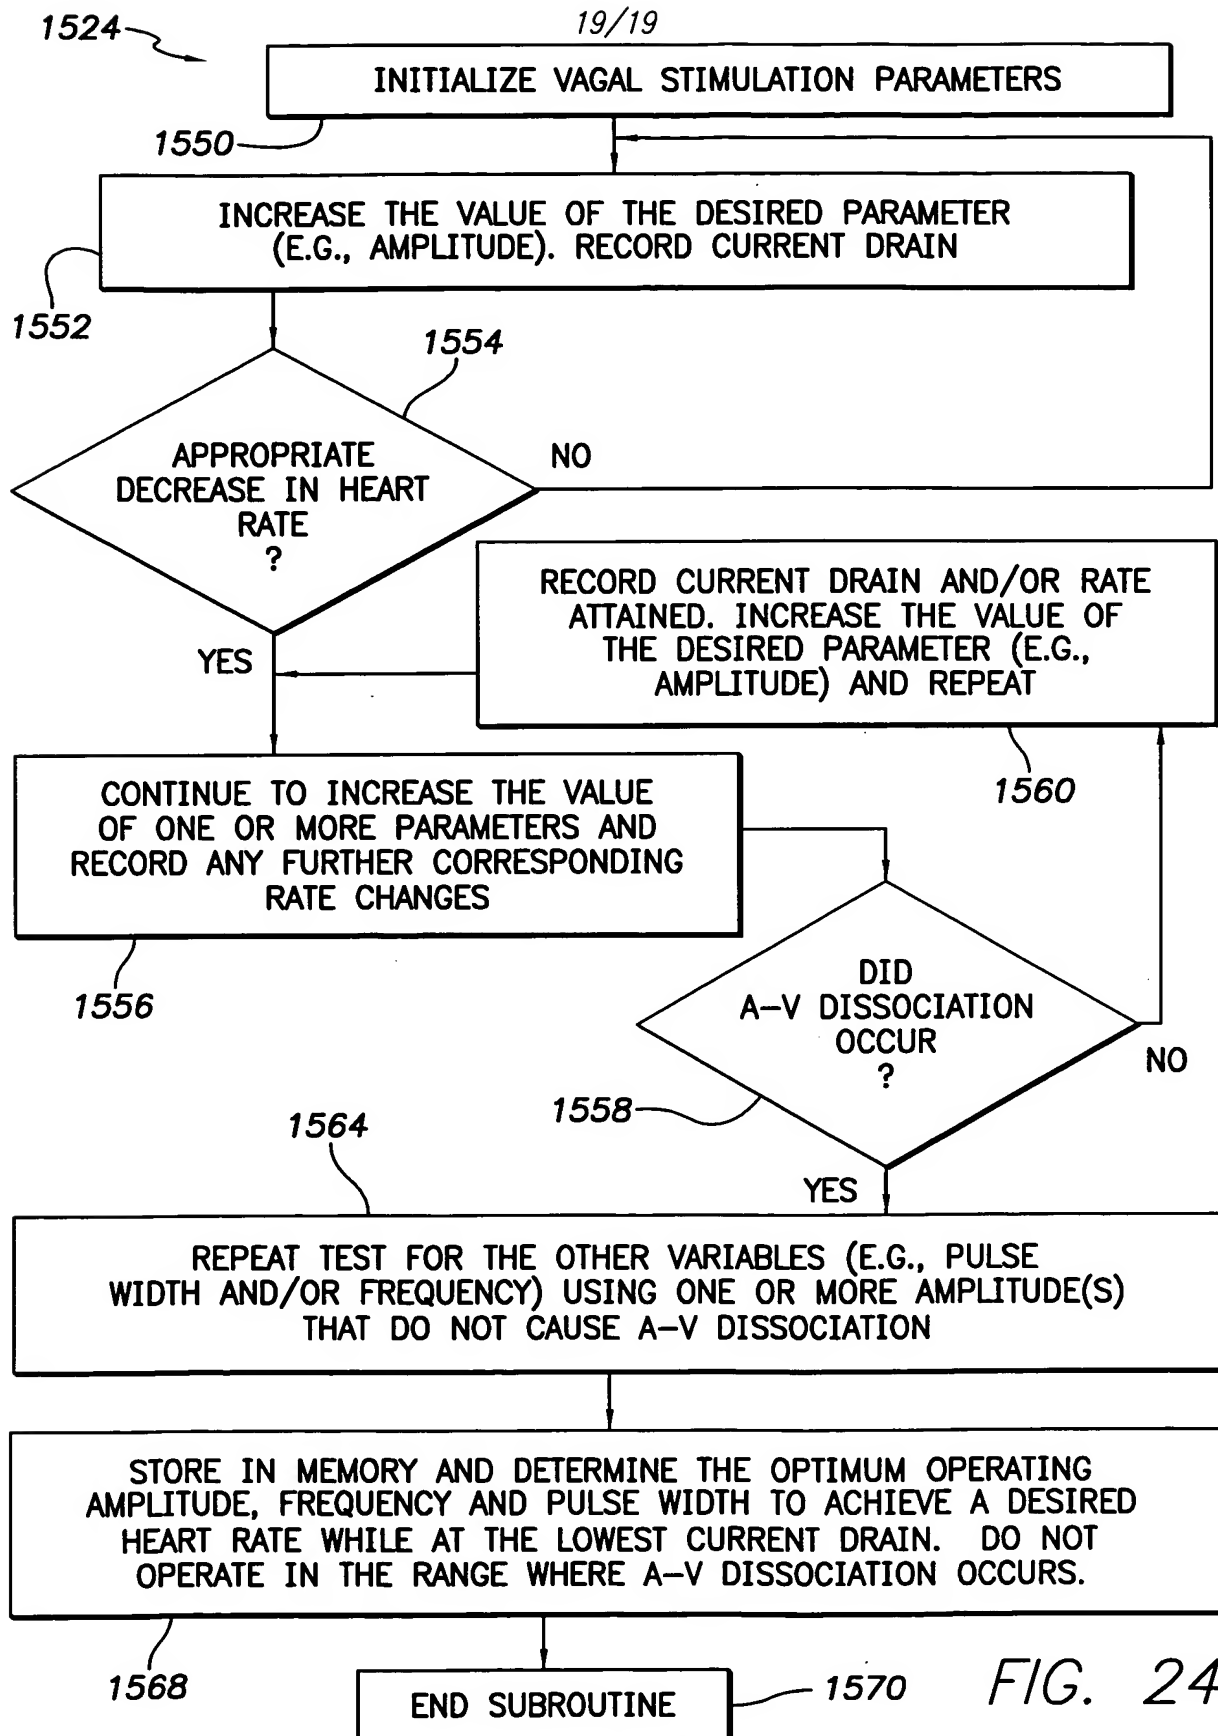 19/19
1524
INITIALIZE VAGAL STIMULATION PARAMETERS
1550
INCREASE THE VALUE OF THE DESIRED PARAMETER
(E.G., AMPLITUDE). RECORD CURRENT DRAIN
1552
1554
APPROPRIATE
DECREASE IN HEART
RATE
?
NO
YES
RECORD CURRENT DRAIN AND/OR RATE
ATTAINED. INCREASE THE VALUE OF
THE DESIRED PARAMETER (E.G.,
AMPLITUDE) AND REPEAT
1560
CONTINUE TO INCREASE THE VALUE
OF ONE OR MORE PARAMETERS AND
RECORD ANY FURTHER CORRESPONDING
RATE CHANGES
1556
DID
A-V DISSOCIATION
OCCUR
?
NO
1558
YES
1564
REPEAT TEST FOR THE OTHER VARIABLES (E.G., PULSE
WIDTH AND/OR FREQUENCY) USING ONE OR MORE AMPLITUDE(S)
THAT DO NOT CAUSE A-V DISSOCIATION
STORE IN MEMORY AND DETERMINE THE OPTIMUM OPERATING
AMPLITUDE, FREQUENCY AND PULSE WIDTH TO ACHIEVE A DESIRED
HEART RATE WHILE AT THE LOWEST CURRENT DRAIN. DO NOT
OPERATE IN THE RANGE WHERE A-V DISSOCIATION OCCURS.
1568
END SUBROUTINE
1570
FIG. 24